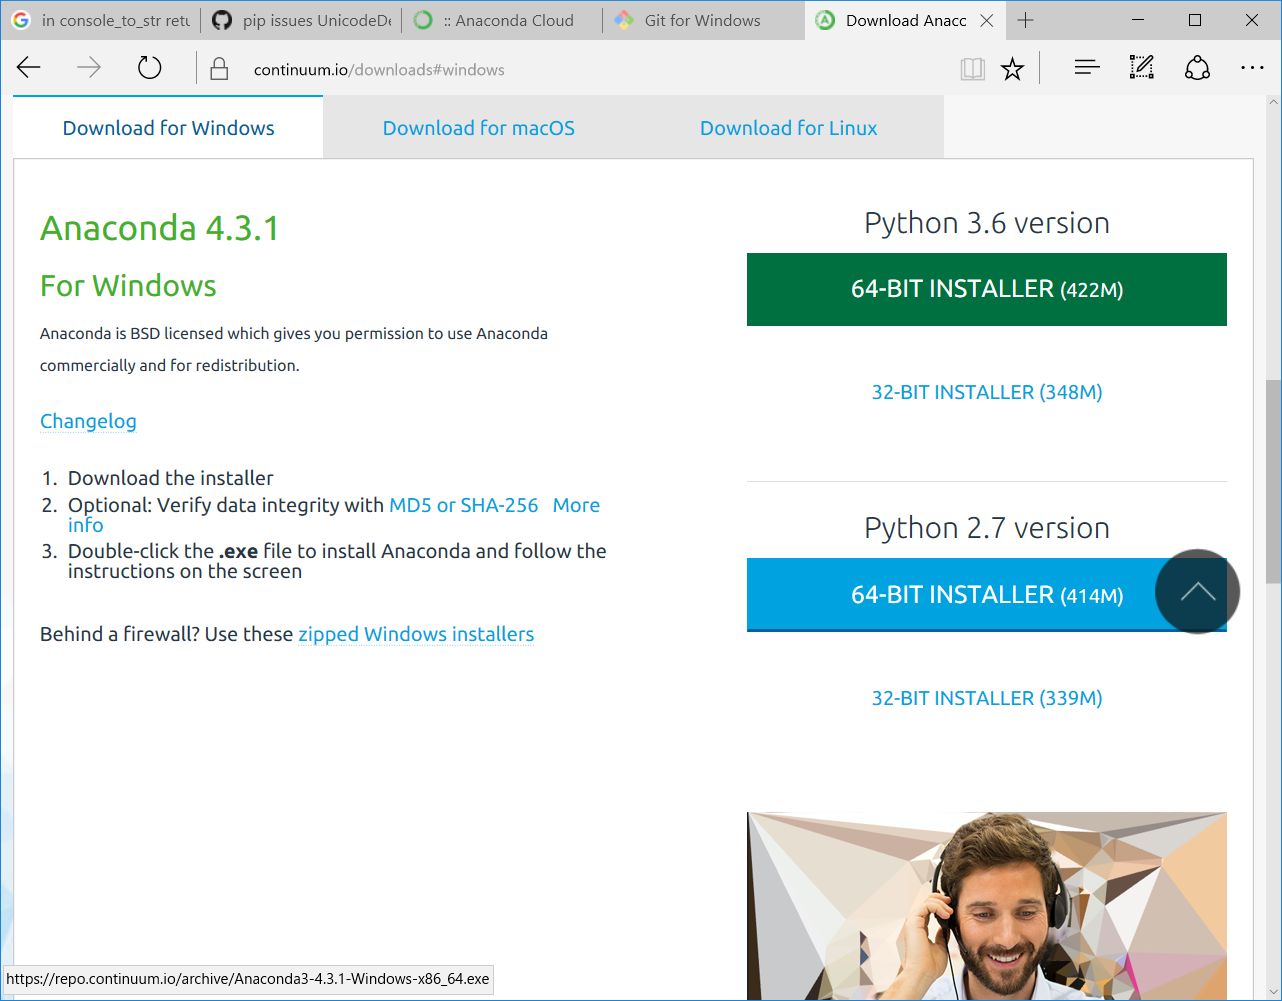 in console_to_str retu
pip issues UnicodeDe
:: Anaconda Cloud
Git for Windows
Download Anacc
continuum.io/downloads#windows
Download for Windows
Download for macOS
Download for Linux
Anaconda 4.3.1
For Windows
Anaconda is BSD licensed which gives you permission to use Anaconda
commercially and for redistribution.
Changelog
1. Download the installer
2. Optional: Verify data integrity with MD5 or SHA-256 More
info
3. Double-click the .exe file to install Anaconda and follow the
instructions on the screen
Behind a firewall? Use these zipped Windows installers
Python 3.6 version
64-BIT INSTALLER (422M)
32-BIT INSTALLER (348M)
Python 2.7 version
64-BIT INSTALLER (414M)
32-BIT INSTALLER (339M)
https://repo.continuum.io/archive/Anaconda3-4.3.1-Windows-x86_64.exe